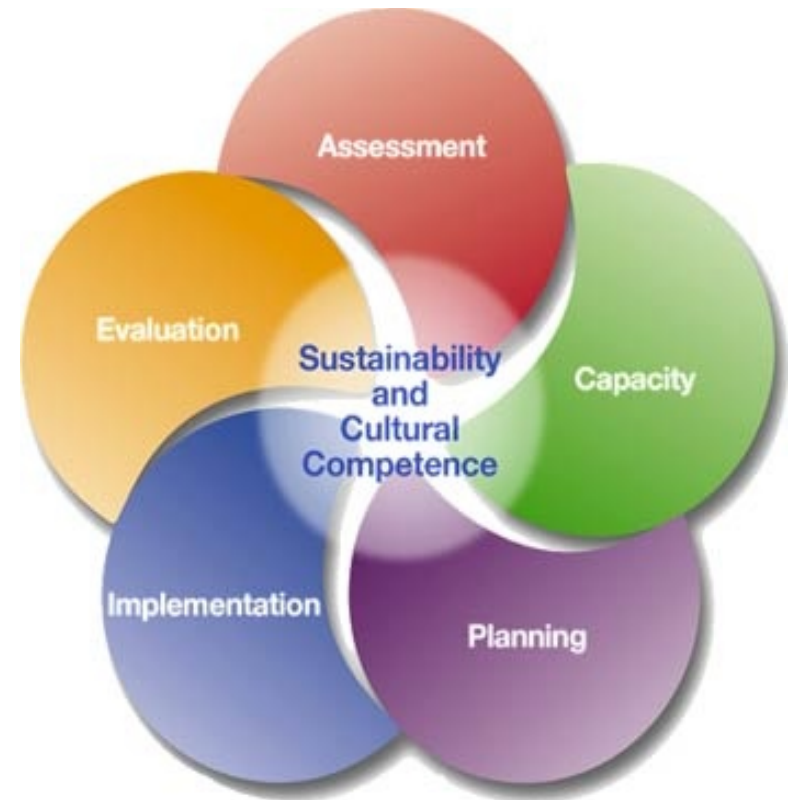 Assessment
Capacity
Planning
Implementation
Evaluation
Sustainability
and
Cultural
Competence